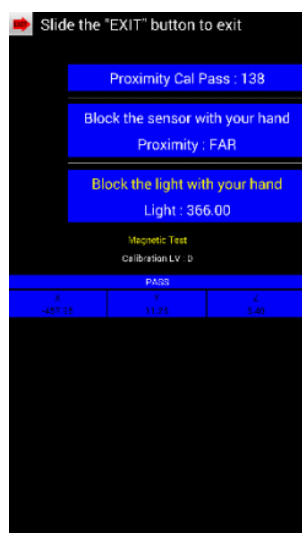 Slide the "EXIT" button to exit
Proximity Cal Pass : 138
Block the sensor with your hand
Proximity : FAR
Block the light with your hand
Light : 366.00
Magnetic Test
Calibration LV : 0
PASS
X Y Z